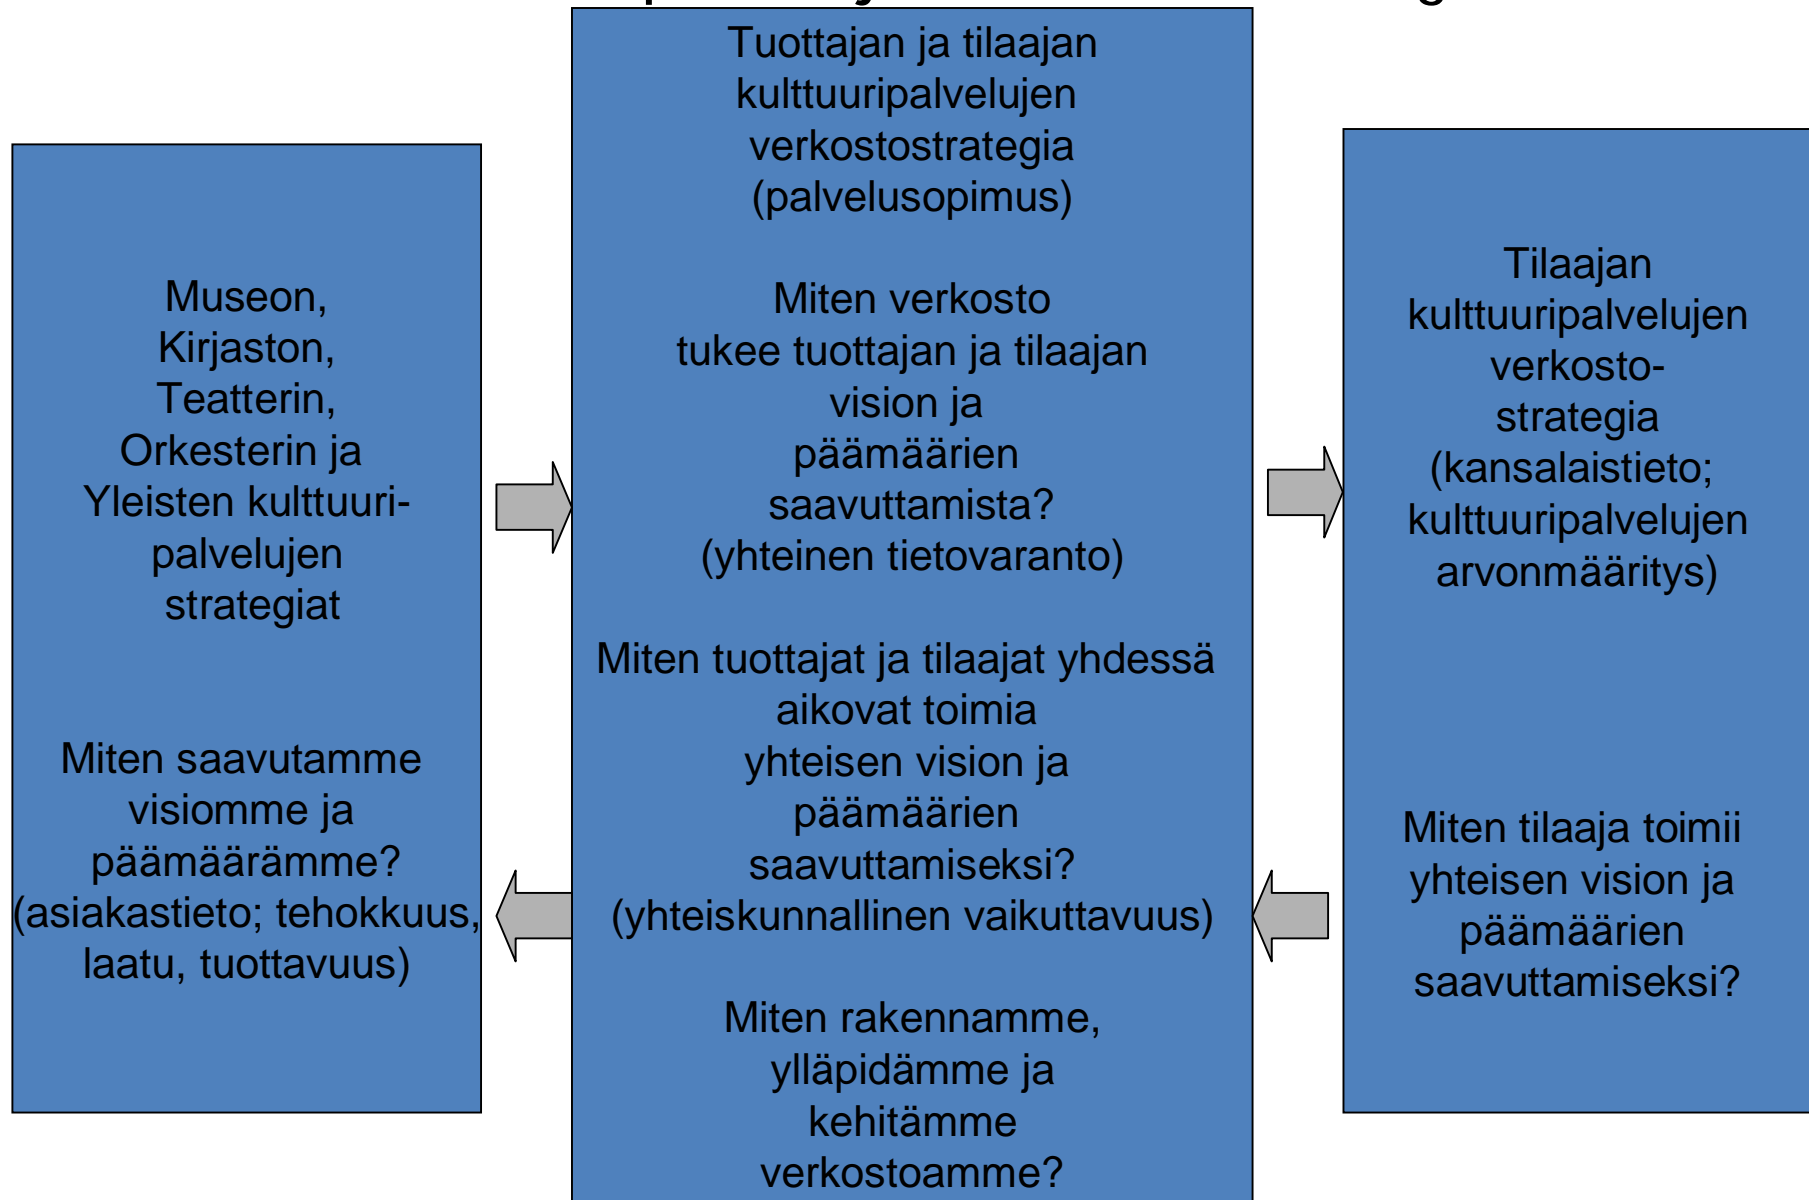 Museon,
Kirjaston,
Teatterin,
Orkesterin ja
Yleisten kulttuuri-
palvelujen
strategiat
Miten saavutamme
visiomme ja
päämäärämme?
(asiakastieto; tehokkuus,
laatu, tuottavuus)
Tuottajan ja tilaajan
kulttuuripalvelujen
verkostostrategia
(palvelusopimus)
Miten verkosto
tukee tuottajan ja tilaajan
vision ja
päämäärien
saavuttamista?
(yhteinen tietovaranto)
Miten tuottajat ja tilaajat yhdessä
aikovat toimia
yhteisen vision ja
päämäärien
saavuttamiseksi?
(yhteiskunnallinen vaikuttavuus)
Miten rakennamme,
ylläpidämme ja
kehitämme
verkostoamme?
Tilaajan
kulttuuripalvelujen
verkosto-
strategia
(kansalaistieto;
kulttuuripalvelujen
arvonmääritys)
Miten tilaaja toimii
yhteisen vision ja
päämäärien
saavuttamiseksi?